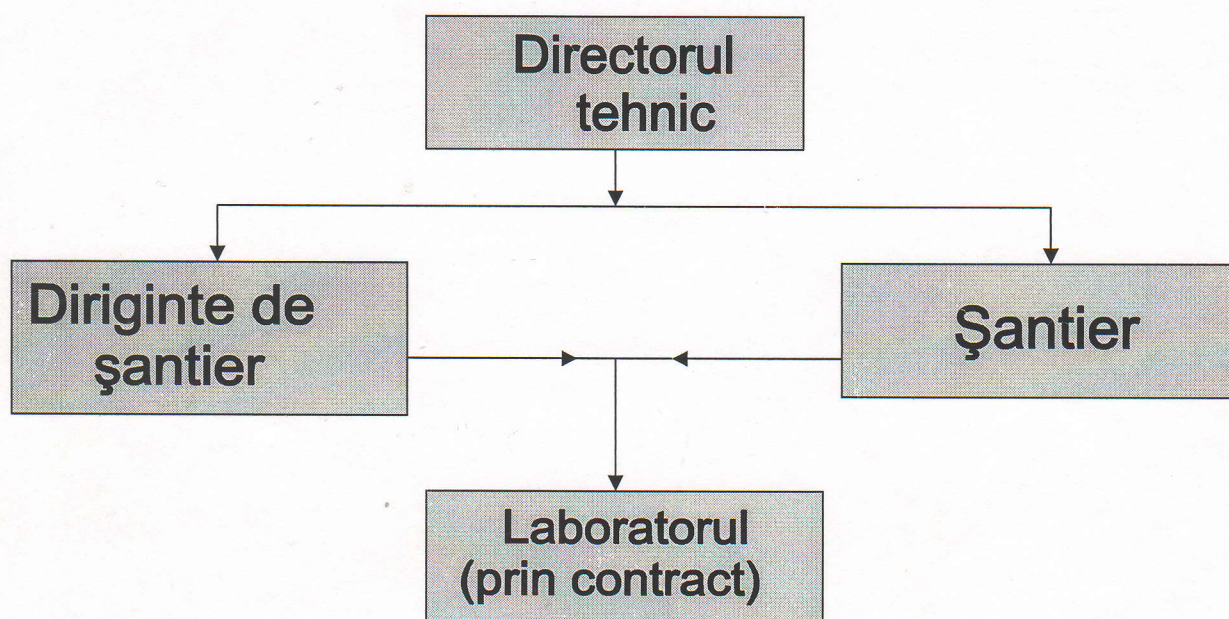 Directorul
tehnic
Diriginte de
şantier
Şantier
Laboratorul
(prin contract)